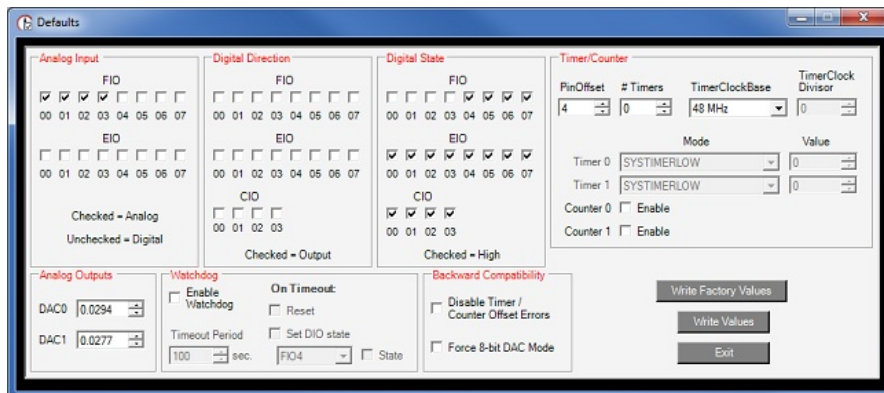 Defaults
Analog Input
FIO
00 01 02 03 04 05 06 07
EIO
00 01 02 03 04 05 06 07
Checked = Analog
Unchecked = Digital
Digital Direction
FIO
00 01 02 03 04 05 06 07
EIO
00 01 02 03 04 05 06 07
CIO
00 01 02 03
Checked = Output
Digital State
FIO
00 01 02 03 04 05 06 07
EIO
00 01 02 03 04 05 06 07
CIO
00 01 02 03
Checked = High
Timer/Counter
PinOffset # Timers TimerClockBase TimerClock
Divisor
4 0 48 MHz 0
Mode Value
Timer 0 SYSTIMERLOW 0
Timer 1 SYSTIMERLOW 0
Counter 0 Enable
Counter 1 Enable
Analog Outputs
DAC0 0.0294
DAC1 0.0277
Watchdog
Enable
Watchdog
Timeout Period
100 sec.
On Timeout:
Reset
Set DIO state
FIO4 State
Backward Compatibility
Disable Timer /
Counter Offset Errors
Force 8-bit DAC Mode
Write Factory Values
Write Values
Exit